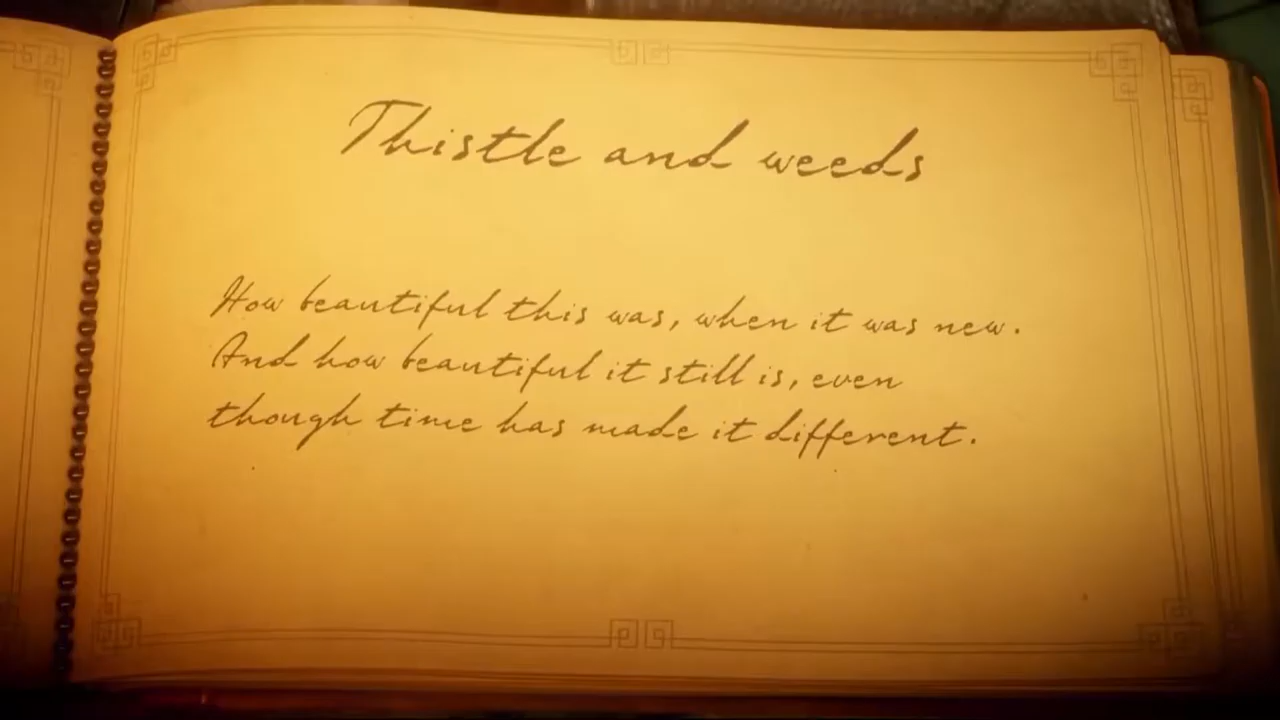 Thistle and weeds
How beautiful this was, when it was new.
And how beautiful it still is, even
though time has made it different.